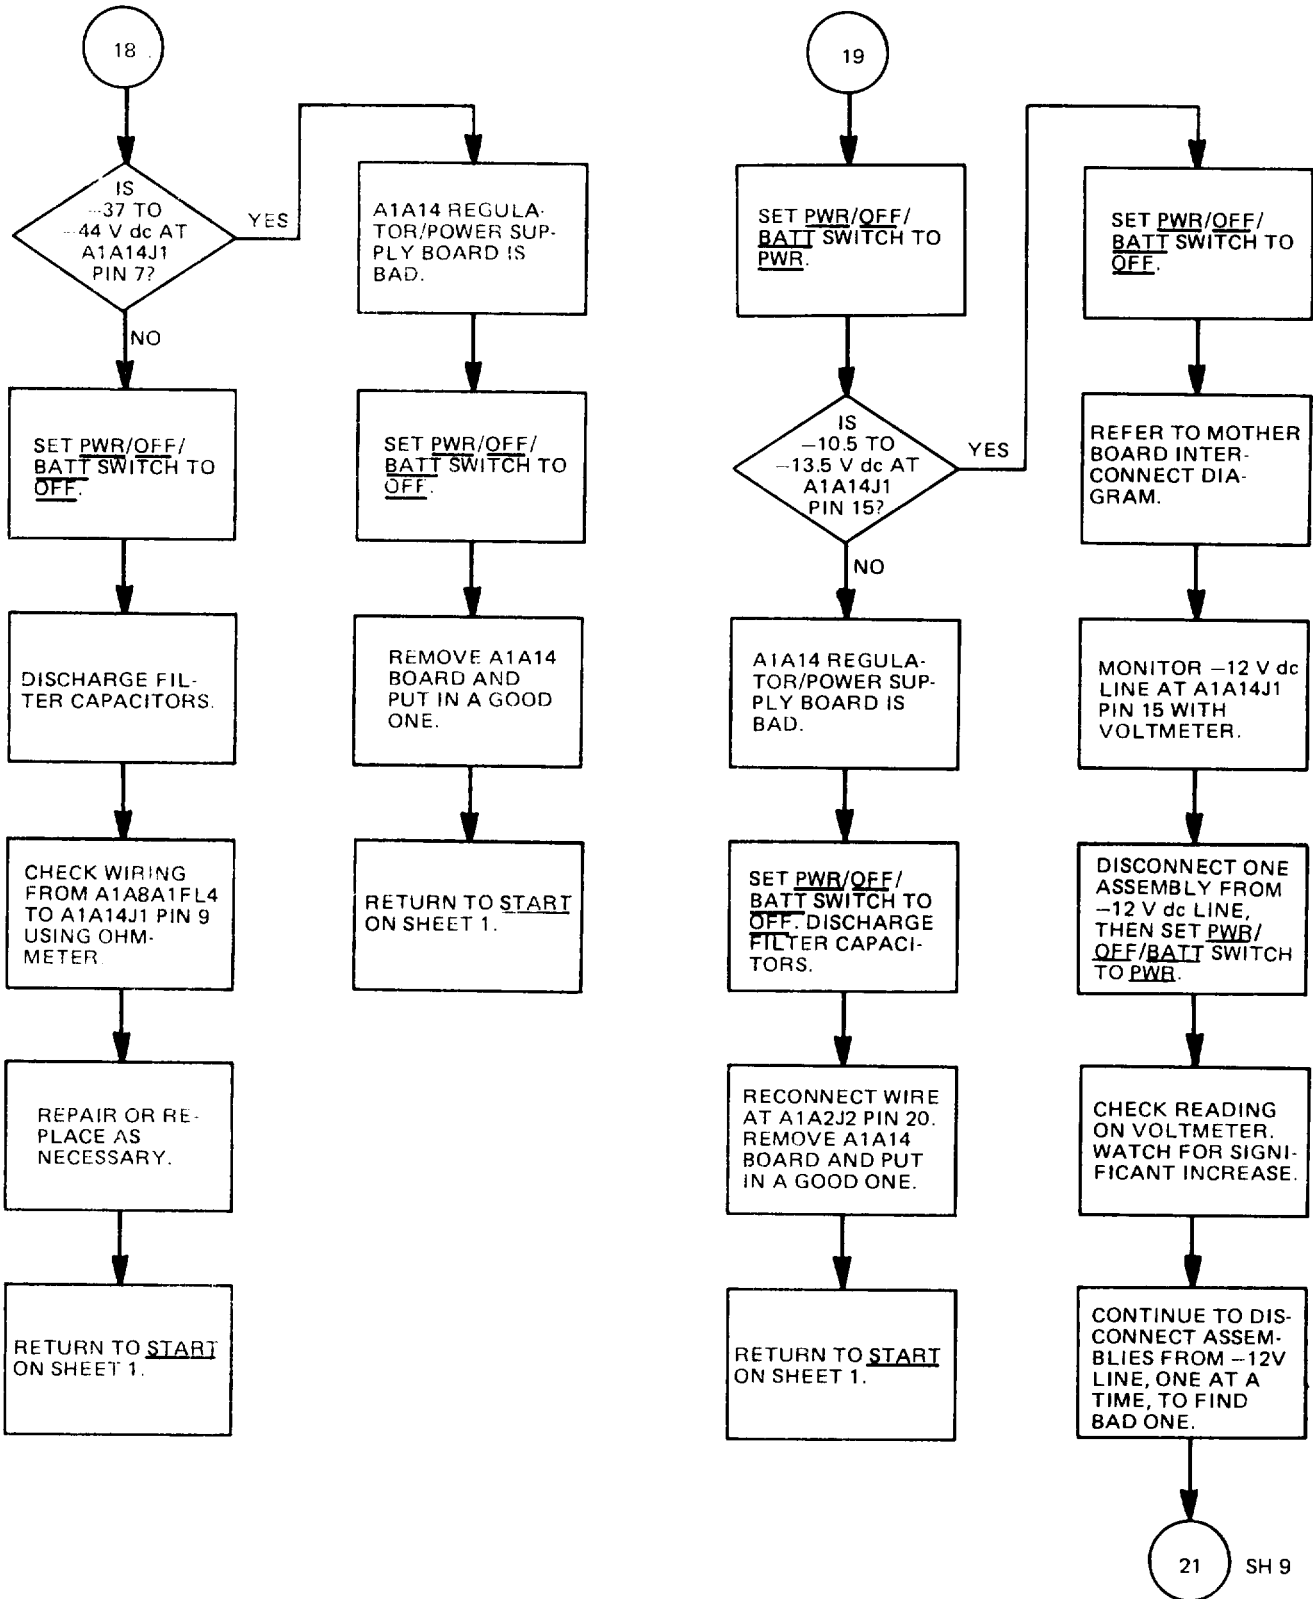 18
IS
-37 TO
-44 V dc AT
A1A14J1
PIN 7?
YES
NO
SET PWR/OFF/
BATT SWITCH TO
OFF.
DISCHARGE FIL-
TER CAPACITORS.
CHECK WIRING
FROM A1A8A1FL4
TO A1A14J1 PIN 9
USING OHM-
METER.
REPAIR OR RE-
PLACE AS
NECESSARY.
RETURN TO START
ON SHEET 1.
A1A14 REGULA-
TOR/POWER SUP-
PLY BOARD IS
BAD.
SET PWR/OFF/
BATT SWITCH TO
OFF.
REMOVE A1A14
BOARD AND
PUT IN A GOOD
ONE.
RETURN TO START
ON SHEET 1.
19
SET PWR/OFF/
BATT SWITCH TO
PWR.
IS
-10.5 TO
-13.5 V dc AT
A1A14J1
PIN 15?
YES
NO
A1A14 REGULA-
TOR/POWER SUP-
PLY BOARD IS
BAD.
SET PWR/OFF/
BATT SWITCH TO
OFF. DISCHARGE
FILTER CAPACI-
TORS.
RECONNECT WIRE
AT A1A2J2 PIN 20.
REMOVE A1A14
BOARD AND PUT
IN A GOOD ONE.
RETURN TO START
ON SHEET 1.
SET PWR/OFF/
BATT SWITCH TO
OFF.
REFER TO MOTHER
BOARD INTER-
CONNECT DIA-
GRAM.
MONITOR -12 V dc
LINE AT A1A14J1
PIN 15 WITH
VOLTMETER.
DISCONNECT ONE
ASSEMBLY FROM
-12 V dc LINE,
THEN SET PWR/
OFF/BATT SWITCH
TO PWR.
CHECK READING
ON VOLTMETER.
WATCH FOR SIGNI-
FICANT INCREASE.
CONTINUE TO DIS-
CONNECT ASSEM-
BLIES FROM -12V
LINE, ONE AT A
TIME, TO FIND
BAD ONE.
21 SH 9